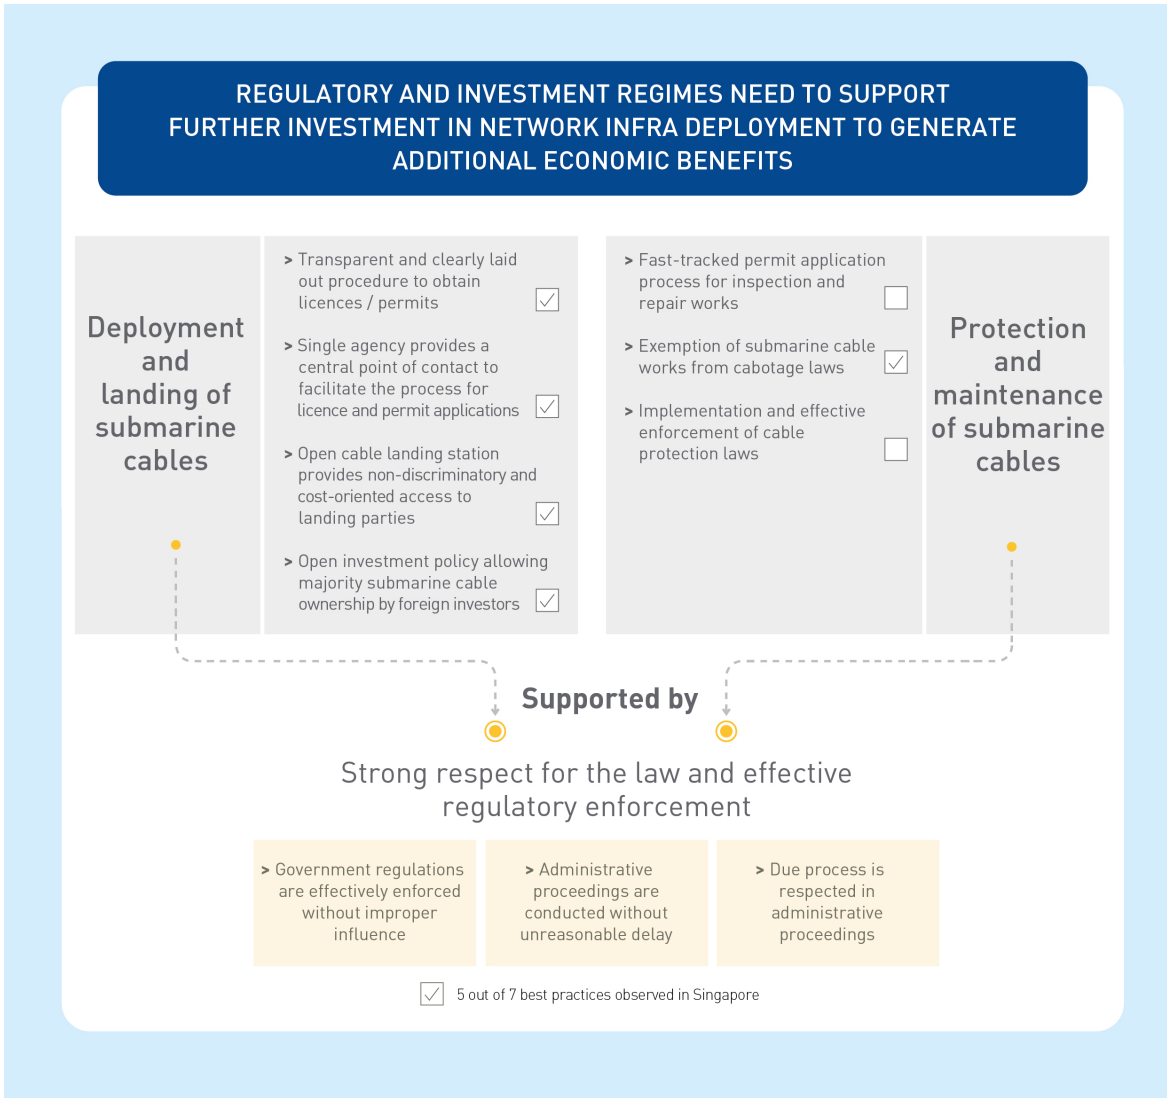 REGULATORY AND INVESTMENT REGIMES NEED TO SUPPORT
FURTHER INVESTMENT IN NETWORK INFRA DEPLOYMENT TO GENERATE
ADDITIONAL ECONOMIC BENEFITS
Deployment
and
landing of
submarine
cables
> Transparent and clearly laid
out procedure to obtain
licences / permits
> Single agency provides a
central point of contact to
facilitate the process for
licence and permit applications
> Open cable landing station
provides non-discriminatory and
cost-oriented access to
landing parties
> Open investment policy allowing
majority submarine cable
ownership by foreign investors
> Fast-tracked permit application
process for inspection and
repair works
> Exemption of submarine cable
works from cabotage laws
> Implementation and effective
enforcement of cable
protection laws
Protection
and
maintenance
of submarine
cables
Supported by
Strong respect for the law and effective
regulatory enforcement
> Government regulations
are effectively enforced
without improper
influence
> Administrative
proceedings are
conducted without
unreasonable delay
> Due process is
respected in
administrative
proceedings
5 out of 7 best practices observed in Singapore